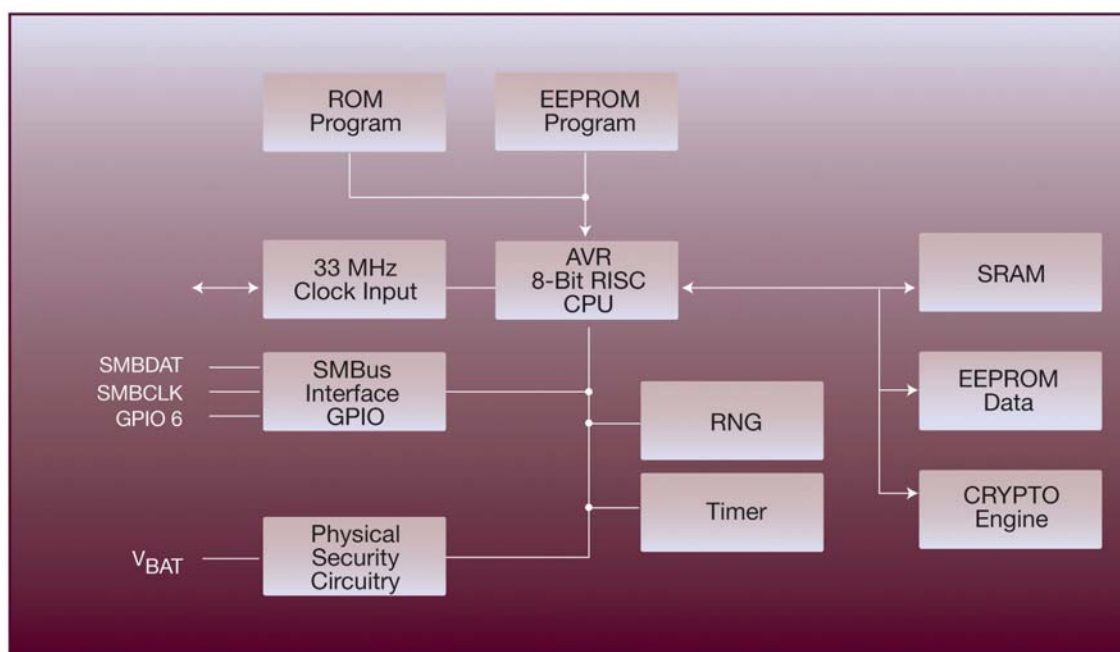 ROM
Program
EEPROM
Program
33 MHz
Clock Input
AVR
8-Bit RISC
CPU
SRAM
SMBDAT
SMBCLK
GPIO 6
SMBus
Interface
GPIO
RNG
EEPROM
Data
Timer
CRYPTO
Engine
VBAT
Physical
Security
Circuitry